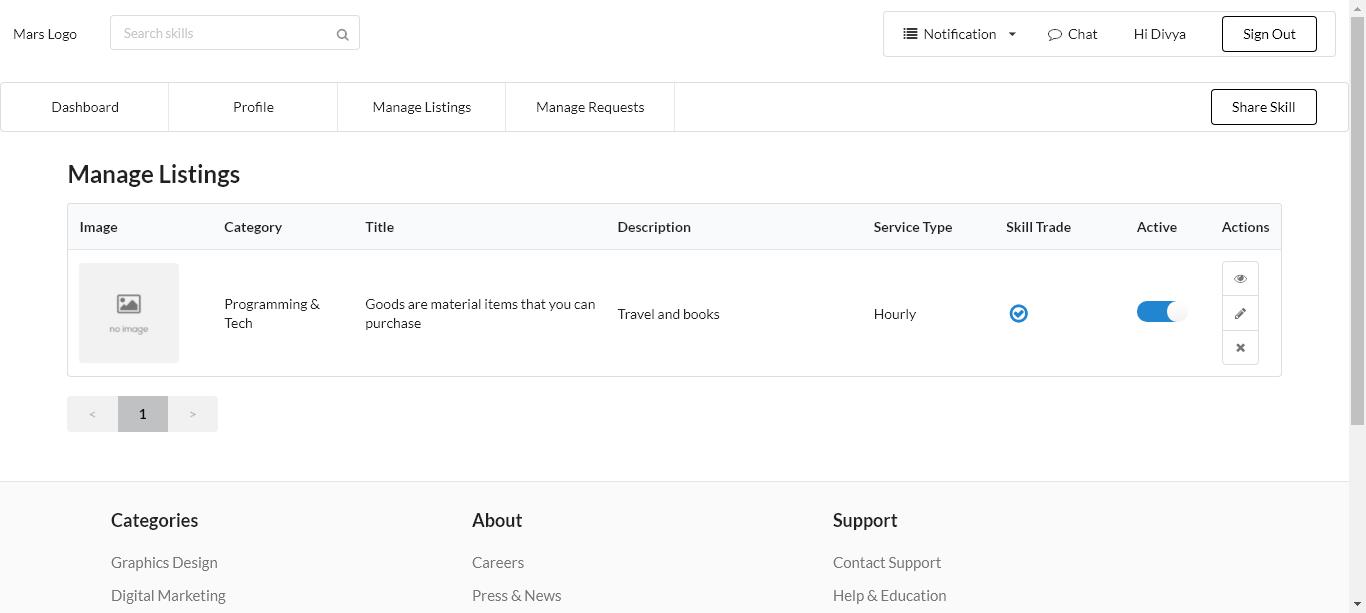 Mars Logo
Search skills
Notification
Chat
Hi Divya
Sign Out
Dashboard
Profile
Manage Listings
Manage Requests
Share Skill
Manage Listings
Image Category Title Description Service Type Skill Trade Active Actions
no image
Programming &
Tech
Goods are material items that you can
purchase
Travel and books
Hourly
< 1 >
Categories
About
Support
Graphics Design
Careers
Contact Support
Digital Marketing
Press & News
Help & Education